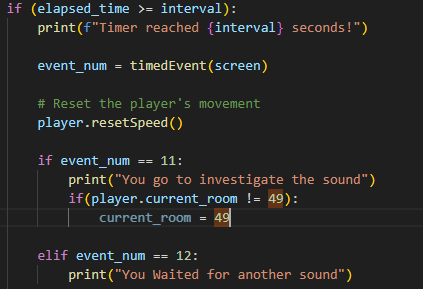 if (elapsed_time >= interval):
print(f"Timer reached {interval} seconds!")
event_num = timedEvent(screen)
# Reset the player's movement
player.resetSpeed()
if event_num == 11:
print("You go to investigate the sound")
if(player.current_room != 49):
current_room = 49
elif event_num == 12:
print("You Waited for another sound")